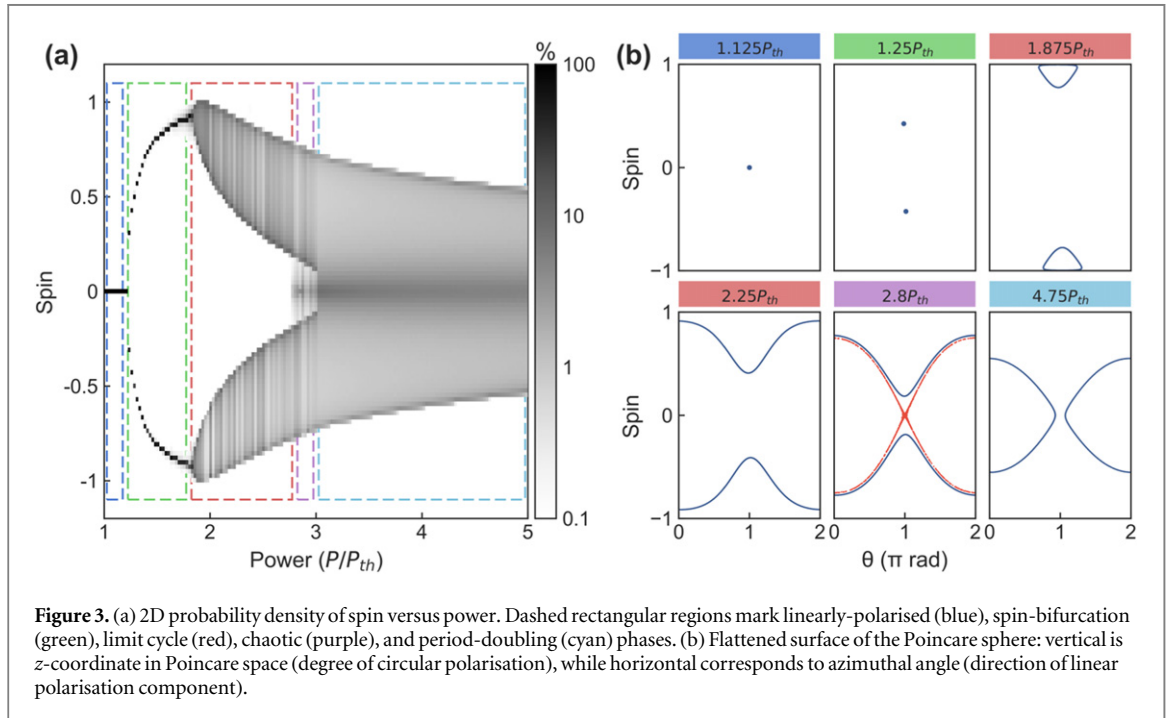 (a)
%
100
10
1
0.1
1
0.5
0
-0.5
-1
Spin
1 2 3 4 5
Power (P/P_th)
(b)
1.125P_th 1.25P_th 1.875P_th
1
0
−1
Spin
2.25P_th 2.8P_th 4.75P_th
1
0
−1
Spin
0 1 2 0 1 2 0 1 2
θ (π rad)
Figure 3. (a) 2D probability density of spin versus power. Dashed rectangular regions mark linearly-polarised (blue), spin-bifurcation
(green), limit cycle (red), chaotic (purple), and period-doubling (cyan) phases. (b) Flattened surface of the Poincare sphere: vertical is
z-coordinate in Poincare space (degree of circular polarisation), while horizontal corresponds to azimuthal angle (direction of linear
polarisation component).